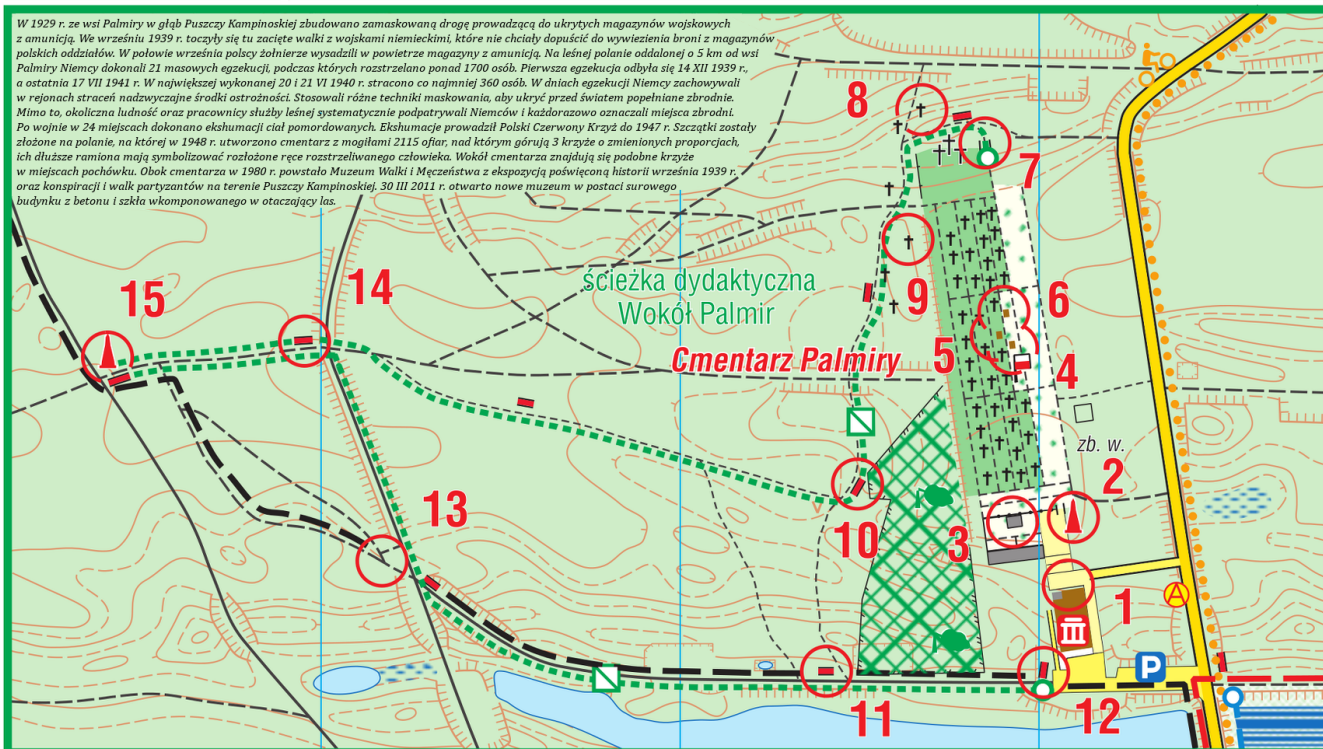 W 1929 r. ze wsi Palmiry w głąb Puszczy Kampinoskiej zbudowano zamaskowaną drogę prowadzącą do ukrytych magazynów wojskowych
z amunicją. We wrześniu 1939 r. toczyły się tu zacięte walki z wojskami niemieckimi, które nie chciały dopuścić do wywiezienia broni z magazynów
polskich oddziałów. W połowie września polscy żołnierze wysadzili w powietrze magazyny z amunicją. Na leśnej polanie oddalonej o 5 km od wsi
Palmiry Niemcy dokonali 21 masowych egzekucji, podczas których rozstrzelano ponad 1700 osób. Pierwsza egzekucja odbyła się 14 XII 1939 r.,
a ostatnia 17 VII 1941 r. W największej wykonanej 20 i 21 VI 1940 r. stracono co najmniej 360 osób. W dniach egzekucji Niemcy zachowywali
w rejonach straceń nadzwyczajne środki ostrożności. Stosowali różne techniki maskowania, aby ukryć przed światem popełniane zbrodnie.
Mimo to, okoliczna ludność oraz pracownicy służby leśnej systematycznie podpatrywali Niemców i każdorazowo oznaczali miejsca zbrodni.
Po wojnie w 24 miejscach dokonano ekshumacji ciał pomordowanych. Ekshumacje prowadził Polski Czerwony Krzyż do 1947 r. Szczątki zostały
złożone na polanie, na której w 1948 r. utworzono cmentarz z mogiłami 2115 ofiar, nad którym górują 3 krzyże o zmienionych proporcjach,
ich dłuższe ramiona mają symbolizować rozłożone ręce rozstrzeliwanego człowieka. Wokół cmentarza znajdują się podobne krzyże
w miejscach pochówku. Obok cmentarza w 1980 r. powstało Muzeum Walki i Męczeństwa z ekspozycją poświęconą historii września 1939 r.
oraz konspiracji i walk partyzantów na terenie Puszczy Kampinoskiej. 30 III 2011 r. otwarto nowe muzeum w postaci surowego
budynku z betonu i szkła wkomponowanego w otaczający las.
8
7
15
14
ścieżka dydaktyczna
Wokół Palmir
9
6
Cmentarz Palmiry
5
4
zb. w.
2
13
10
3
A
1
P
11
12